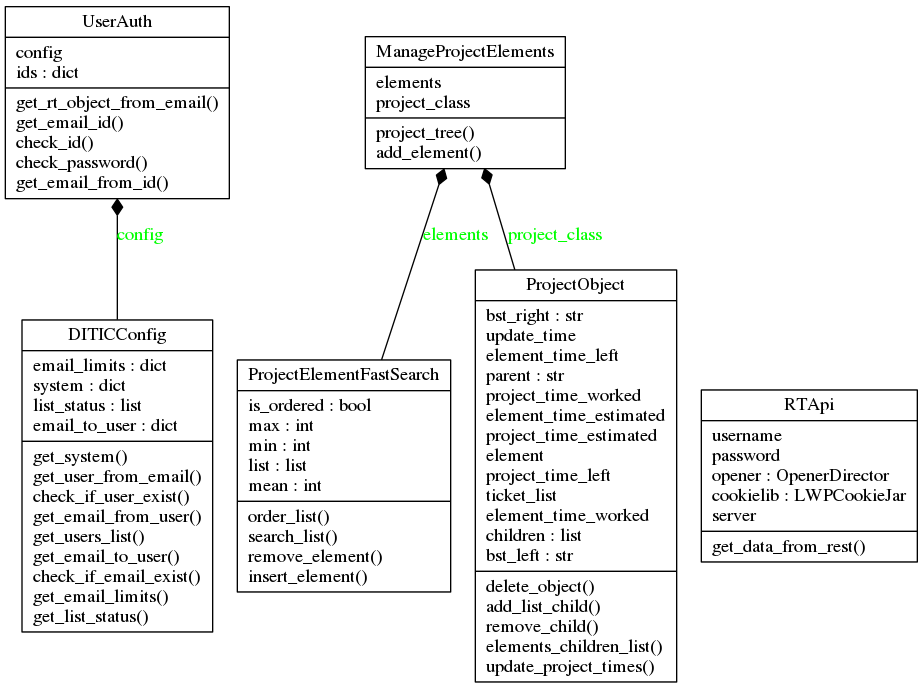 UserAuth
config
ids : dict
get_rt_object_from_email()
get_email_id()
check_id()
check_password()
get_email_from_id()
ManageProjectElements
elements
project_class
project_tree()
add_element()
config
elements
project_class
DITICConfig
email_limits : dict
system : dict
list_status : list
email_to_user : dict
get_system()
get_user_from_email()
check_if_user_exist()
get_email_from_user()
get_users_list()
get_email_to_user()
check_if_email_exist()
get_email_limits()
get_list_status()
ProjectElementFastSearch
is_ordered : bool
max : int
min : int
list : list
mean : int
order_list()
search_list()
remove_element()
insert_element()
ProjectObject
bst_right : str
update_time
element_time_left
parent : str
project_time_worked
element_time_estimated
project_time_estimated
element
project_time_left
ticket_list
element_time_worked
children : list
bst_left : str
delete_object()
add_list_child()
remove_child()
elements_children_list()
update_project_times()
RTApi
username
password
opener : OpenerDirector
cookielib : LWPCookieJar
server
get_data_from_rest()